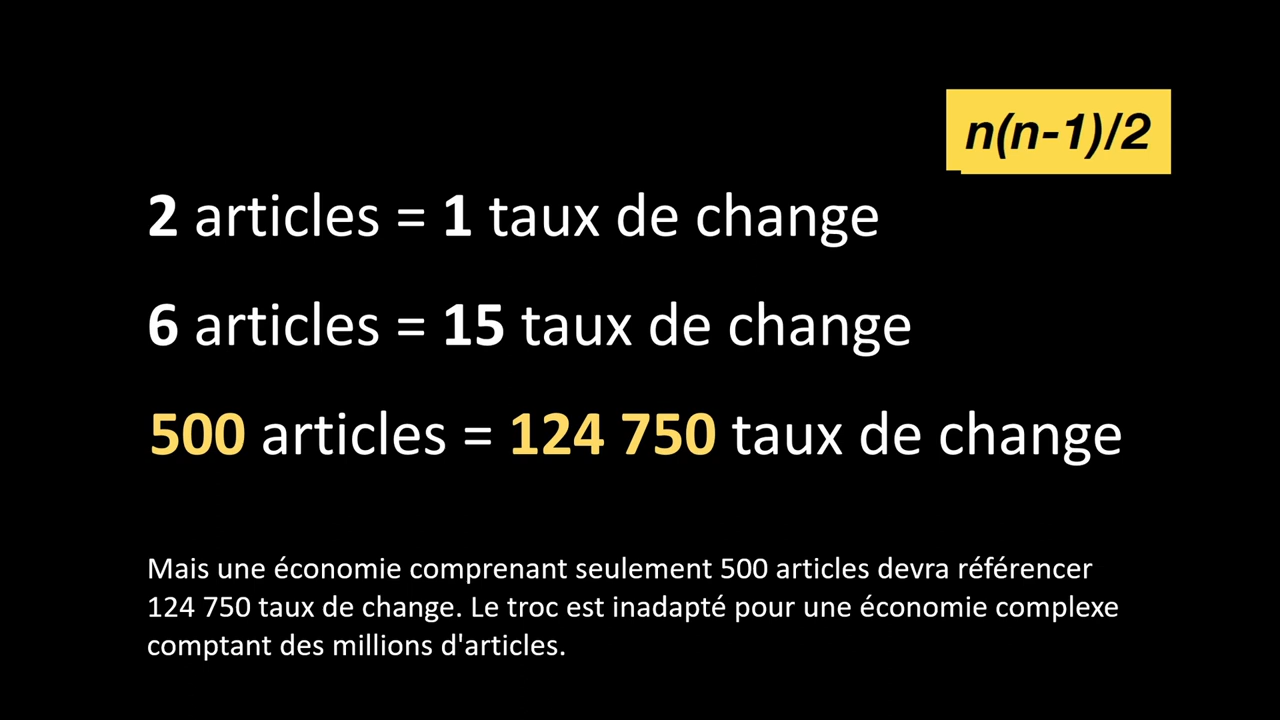 n(n-1)/2
2 articles = 1 taux de change
6 articles = 15 taux de change
500 articles = 124 750 taux de change
Mais une économie comprenant seulement 500 articles devra référencer
124 750 taux de change. Le troc est inadapté pour une économie complexe
comptant des millions d'articles.